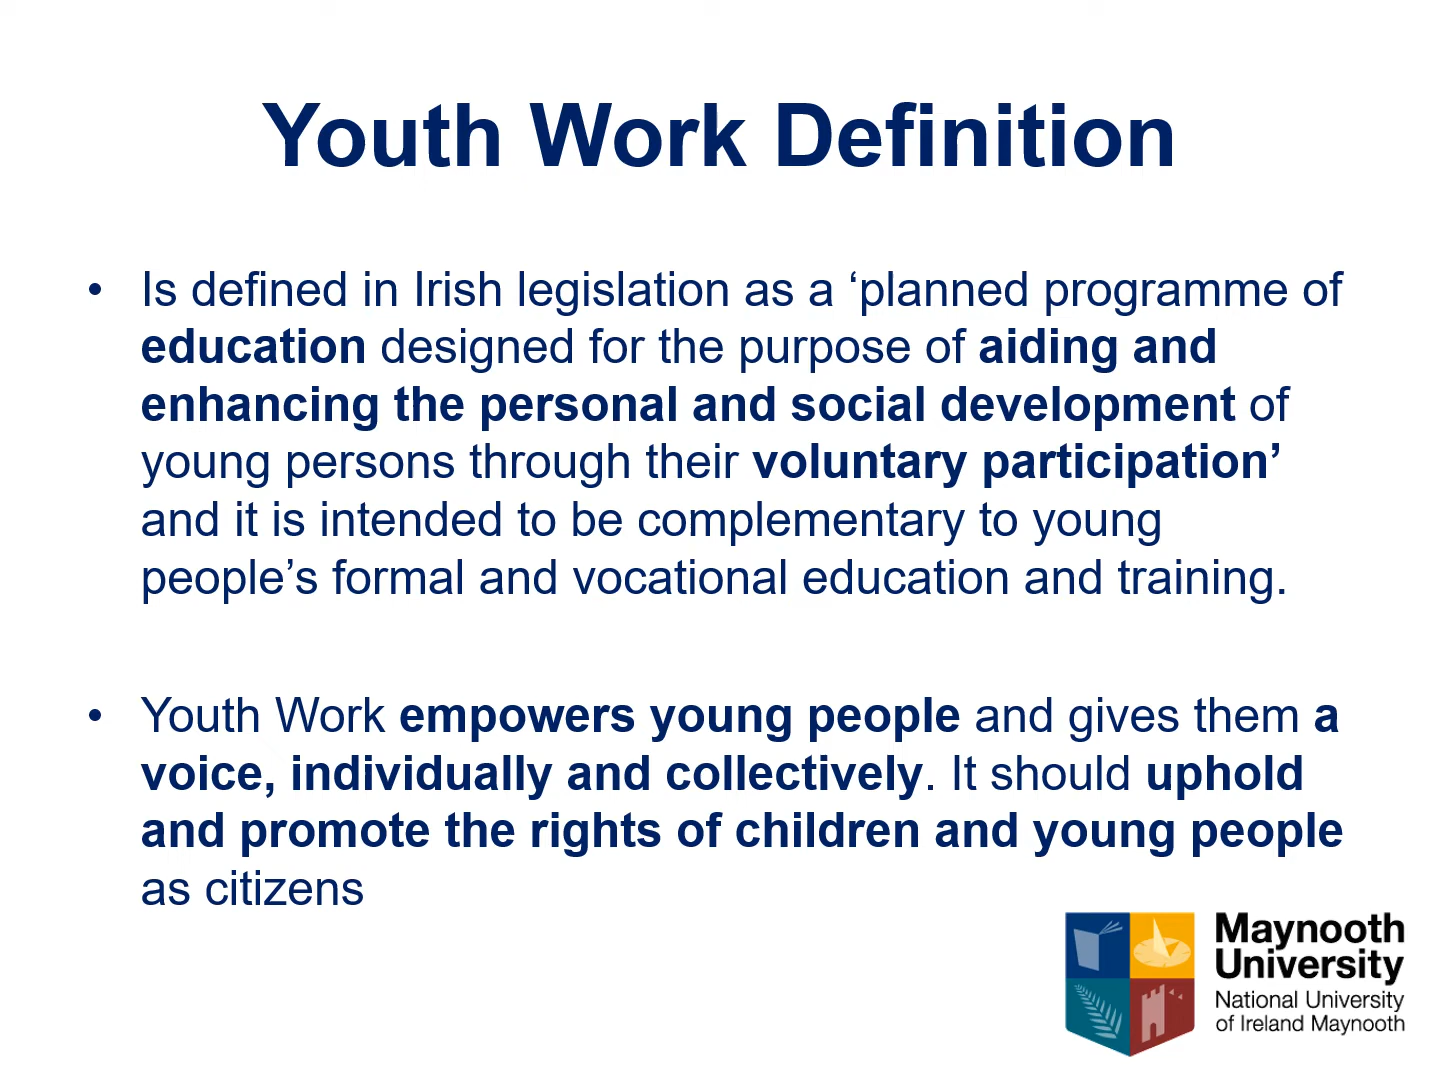 Youth Work Definition
• Is defined in Irish legislation as a ‘planned programme of
education designed for the purpose of aiding and
enhancing the personal and social development of
young persons through their voluntary participation’
and it is intended to be complementary to young
people’s formal and vocational education and training.
• Youth Work empowers young people and gives them a
voice, individually and collectively. It should uphold
and promote the rights of children and young people
as citizens
Maynooth
University
National University
of Ireland Maynooth